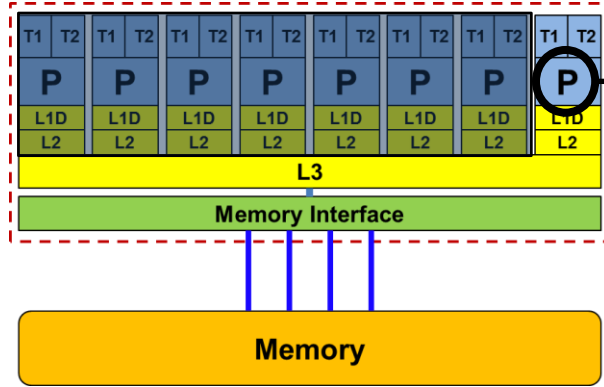 T1 T2 T1 T2 T1 T2 T1 T2 T1 T2 T1 T2 T1 T2 T1 T2
P P P P P P P P
L1D L1D L1D L1D L1D L1D L1D L1D
L2 L2 L2 L2 L2 L2 L2 L2
L3
Memory Interface
Memory